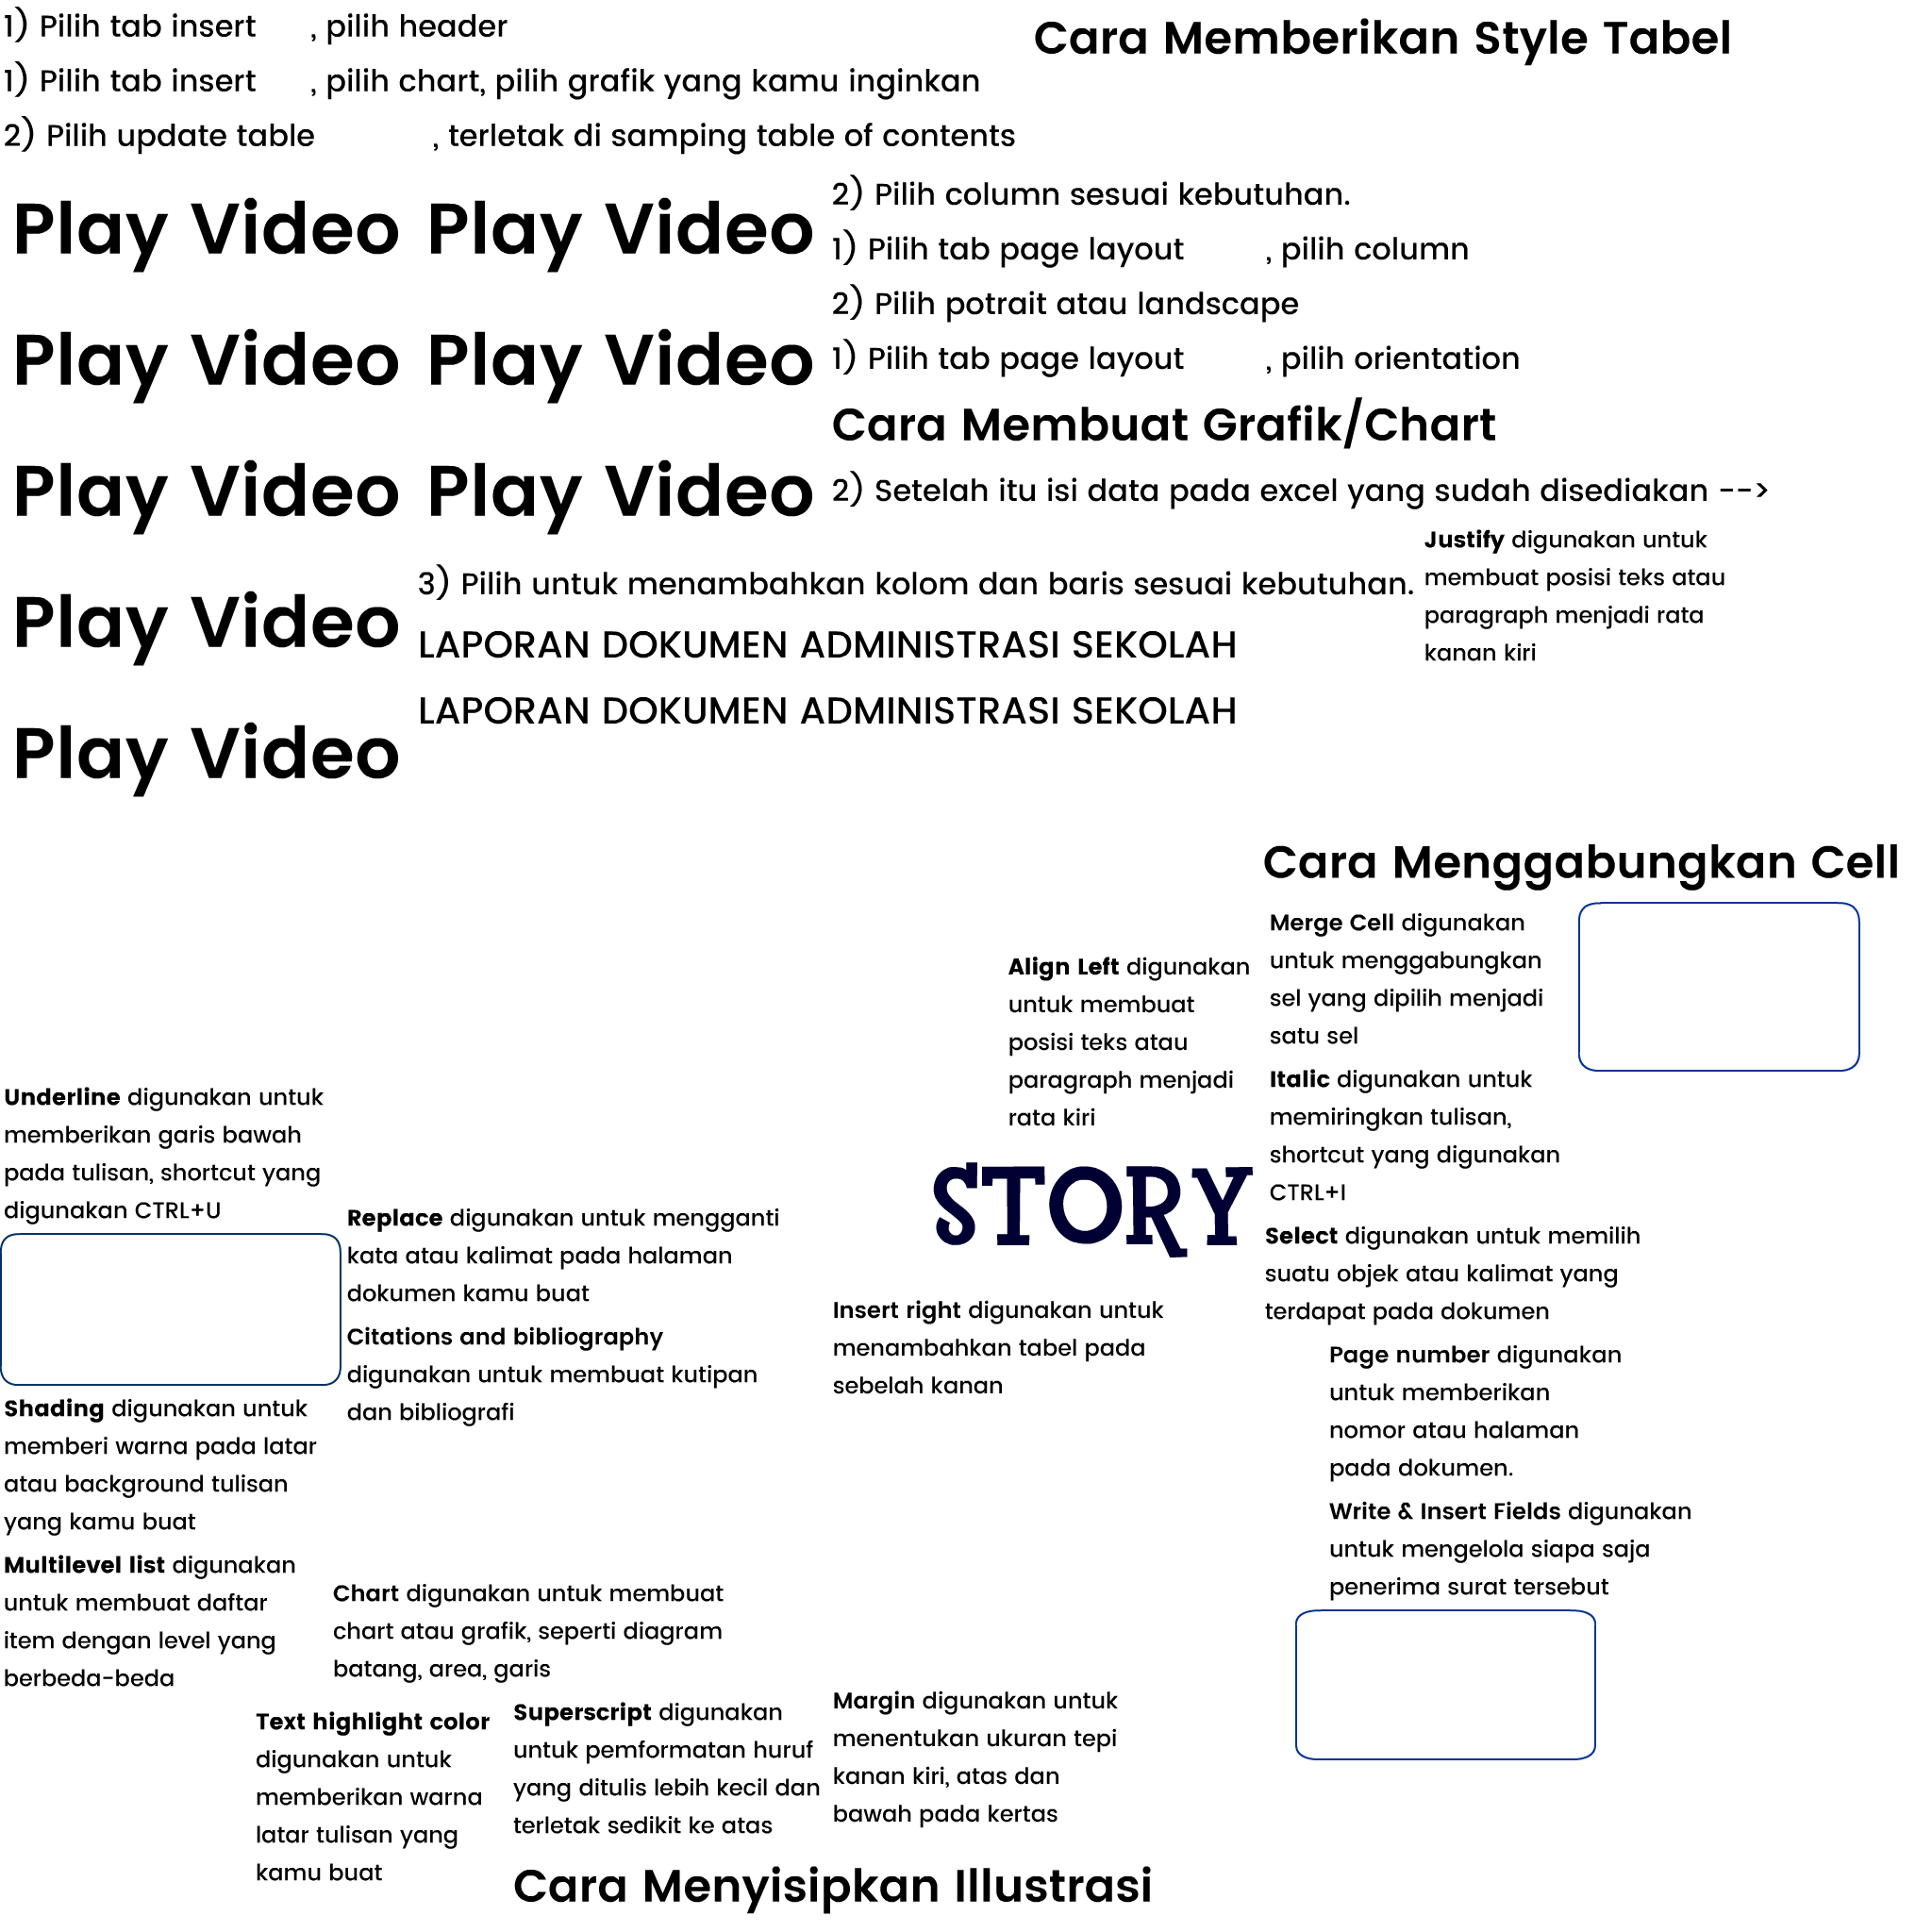 1) Pilih tab insert , pilih header
Cara Memberikan Style Tabel
1) Pilih tab insert , pilih chart, pilih grafik yang kamu inginkan
2) Pilih update table , terletak di samping table of contents
Play Video
Play Video
2) Pilih column sesuai kebutuhan.
1) Pilih tab page layout , pilih column
2) Pilih potrait atau landscape
Play Video
Play Video
1) Pilih tab page layout , pilih orientation
Cara Membuat Grafik/Chart
Play Video
Play Video
2) Setelah itu isi data pada excel yang sudah disediakan -->
Justify digunakan untuk
membuat posisi teks atau
paragraph menjadi rata
kanan kiri
3) Pilih untuk menambahkan kolom dan baris sesuai kebutuhan.
Play Video
LAPORAN DOKUMEN ADMINISTRASI SEKOLAH
LAPORAN DOKUMEN ADMINISTRASI SEKOLAH
Play Video
Cara Menggabungkan Cell
Merge Cell digunakan
untuk menggabungkan
sel yang dipilih menjadi
satu sel
Align Left digunakan
untuk membuat
posisi teks atau
paragraph menjadi
rata kiri
Italic digunakan untuk
memiringkan tulisan,
shortcut yang digunakan
CTRL+I
Underline digunakan untuk
memberikan garis bawah
pada tulisan, shortcut yang
digunakan CTRL+U
STORY
Replace digunakan untuk mengganti
kata atau kalimat pada halaman
dokumen kamu buat
Select digunakan untuk memilih
suatu objek atau kalimat yang
terdapat pada dokumen
Insert right digunakan untuk
menambahkan tabel pada
sebelah kanan
Citations and bibliography
digunakan untuk membuat kutipan
dan bibliografi
Page number digunakan
untuk memberikan
nomor atau halaman
pada dokumen.
Shading digunakan untuk
memberi warna pada latar
atau background tulisan
yang kamu buat
Write & Insert Fields digunakan
untuk mengelola siapa saja
penerima surat tersebut
Multilevel list digunakan
untuk membuat daftar
item dengan level yang
berbeda-beda
Chart digunakan untuk membuat
chart atau grafik, seperti diagram
batang, area, garis
Text highlight color
digunakan untuk
memberikan warna
latar tulisan yang
kamu buat
Superscript digunakan
untuk pemformatan huruf
yang ditulis lebih kecil dan
terletak sedikit ke atas
Margin digunakan untuk
menentukan ukuran tepi
kanan kiri, atas dan
bawah pada kertas
Cara Menyisipkan Illustrasi